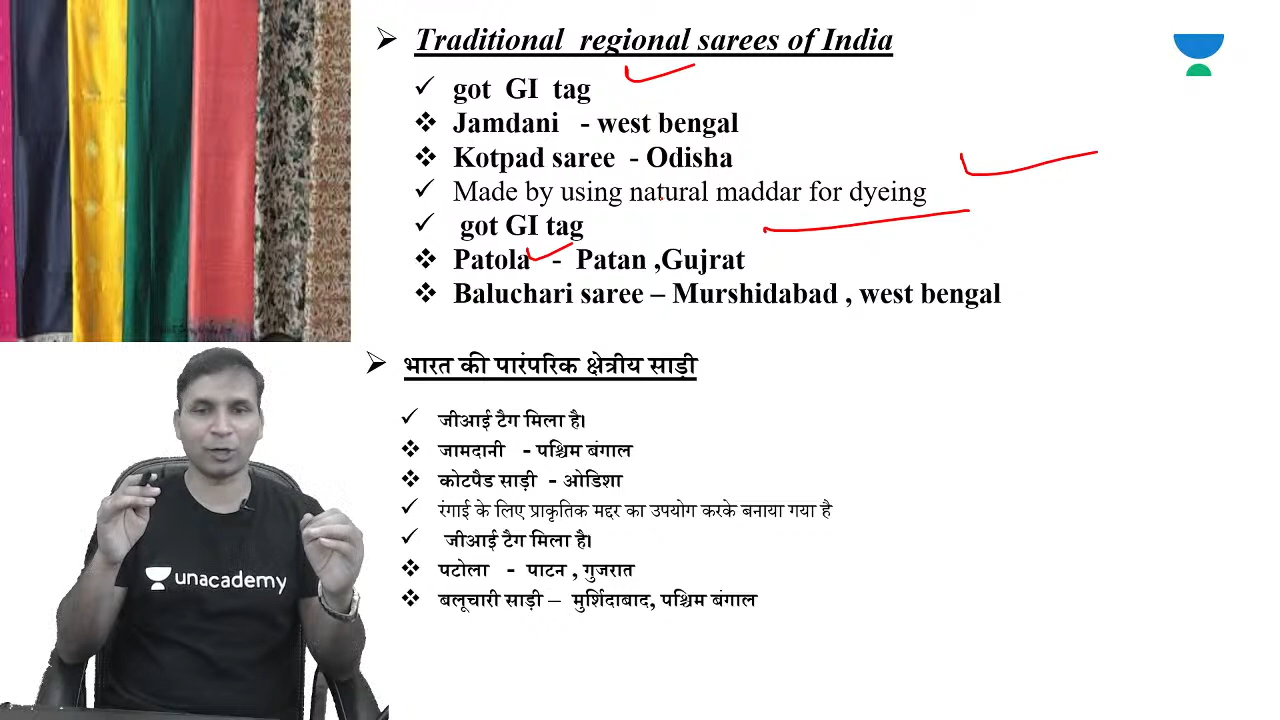 Traditional regional sarees of India
got GI tag
Jamdani - west bengal
Kotpad saree - Odisha
Made by using natural maddar for dyeing
got GI tag
Patola - Patan ,Gujrat
Baluchari saree – Murshidabad , west bengal
भारत की पारंपरिक क्षेत्रीय साड़ी
जीआई टैग मिला है।
जामदानी - पश्चिम बंगाल
कोटपैड साड़ी - ओडिशा
रंगाई के लिए प्राकृतिक मद्दर का उपयोग करके बनाया गया है
जीआई टैग मिला है।
पटोला - पाटन , गुजरात
बलूचारी साड़ी – मुर्शिदाबाद, पश्चिम बंगाल
unacademy